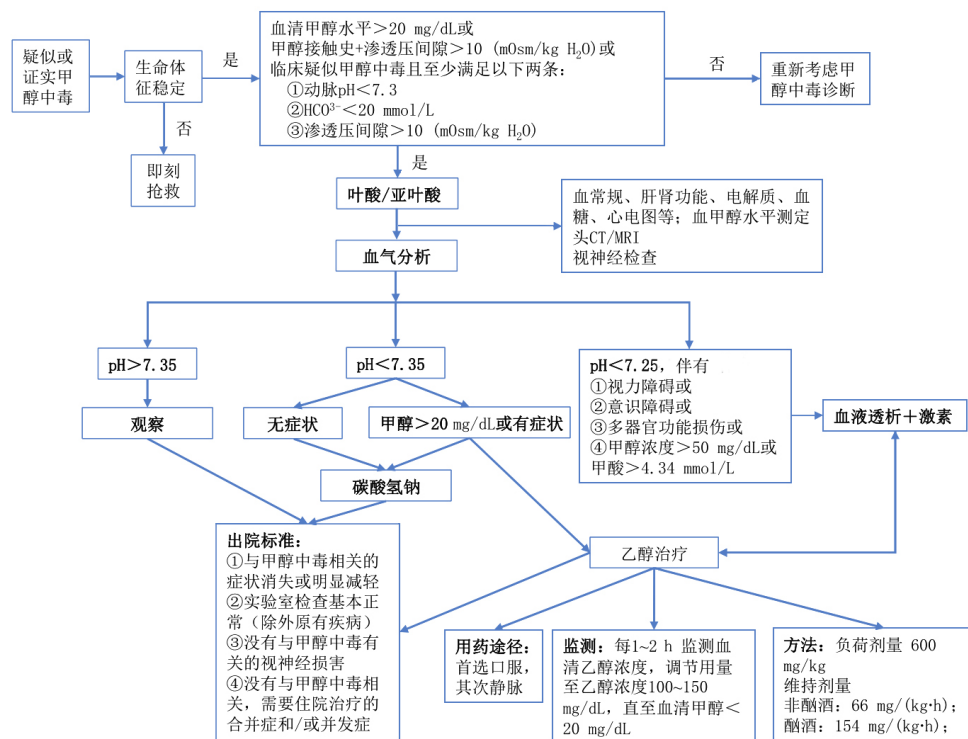 疑似或
证实甲
醇中毒
生命体
征稳定
是
否
即刻
抢救
血清甲醇水平＞20 mg/dL或
甲醇接触史+渗透压间隙＞10 (mOsm/kg H₂O)或
临床疑似甲醇中毒且至少满足以下两条：
①动脉pH＜7.3
②HCO³⁻＜20 mmol/L
③渗透压间隙＞10 (mOsm/kg H₂O)
否
重新考虑甲
醇中毒诊断
是
叶酸/亚叶酸
血常规、肝肾功能、电解质、血
糖、心电图等；血甲醇水平测定
头CT/MRI
视神经检查
血气分析
pH＞7.35
观察
pH＜7.35
无症状
甲醇＞20 mg/dL或有症状
碳酸氢钠
pH＜7.25，伴有
①视力障碍或
②意识障碍或
③多器官功能损伤或
④甲醇浓度＞50 mg/dL或
甲酸＞4.34 mmol/L
血液透析＋激素
出院标准：
①与甲醇中毒相关的
症状消失或明显减轻
②实验室检查基本正
常（除外原有疾病）
③没有与甲醇中毒有
关的视神经损害
④没有与甲醇中毒相
关，需要住院治疗的
合并症和/或并发症
乙醇治疗
用药途径：
首选口服，
其次静脉
监测：每1~2 h 监测血
清乙醇浓度，调节用量
至乙醇浓度100~150
mg/dL，直至血清甲醇＜
20 mg/dL
方法：负荷剂量 600
mg/kg
维持剂量
非酗酒：66 mg/(kg·h)；
酗酒：154 mg/(kg·h)；